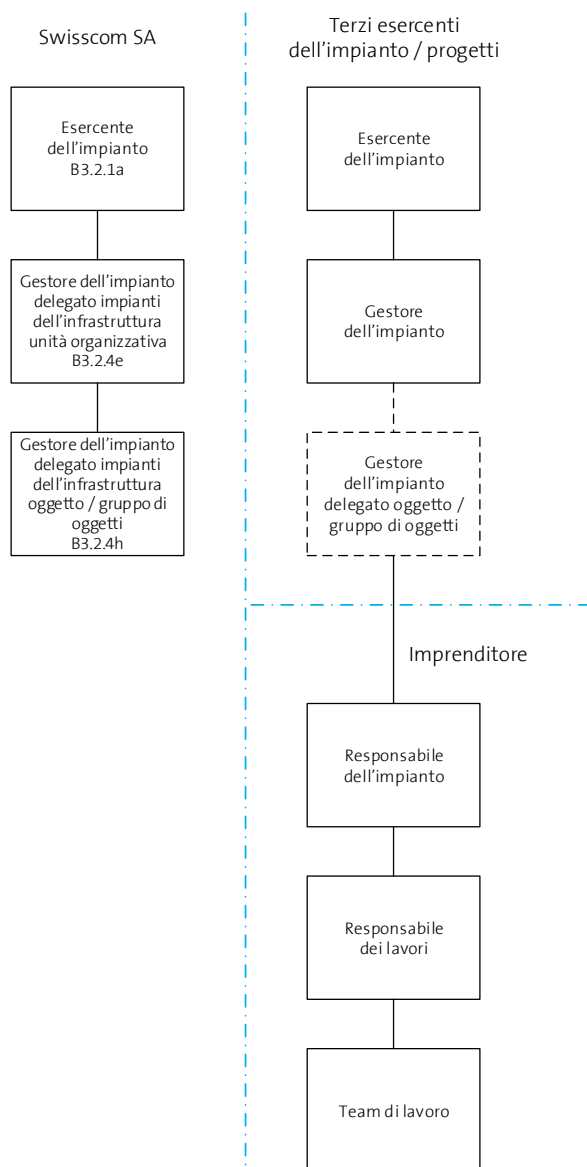 Swisscom SA
Esercente
dell'impianto
B3.2.1a
Gestore dell'impianto
delegato impianti
dell'infrastruttura
unità organizzativa
B3.2.4e
Gestore dell'impianto
delegato impianti
dell'infrastruttura
oggetto / gruppo di
oggetti
B3.2.4h
Terzi esercenti
dell'impianto / progetti
Esercente
dell'impianto
Gestore
dell'impianto
Gestore
dell'impianto
delegato oggetto /
gruppo di oggetti
Imprenditore
Responsabile
dell'impianto
Responsabile
dei lavori
Team di lavoro